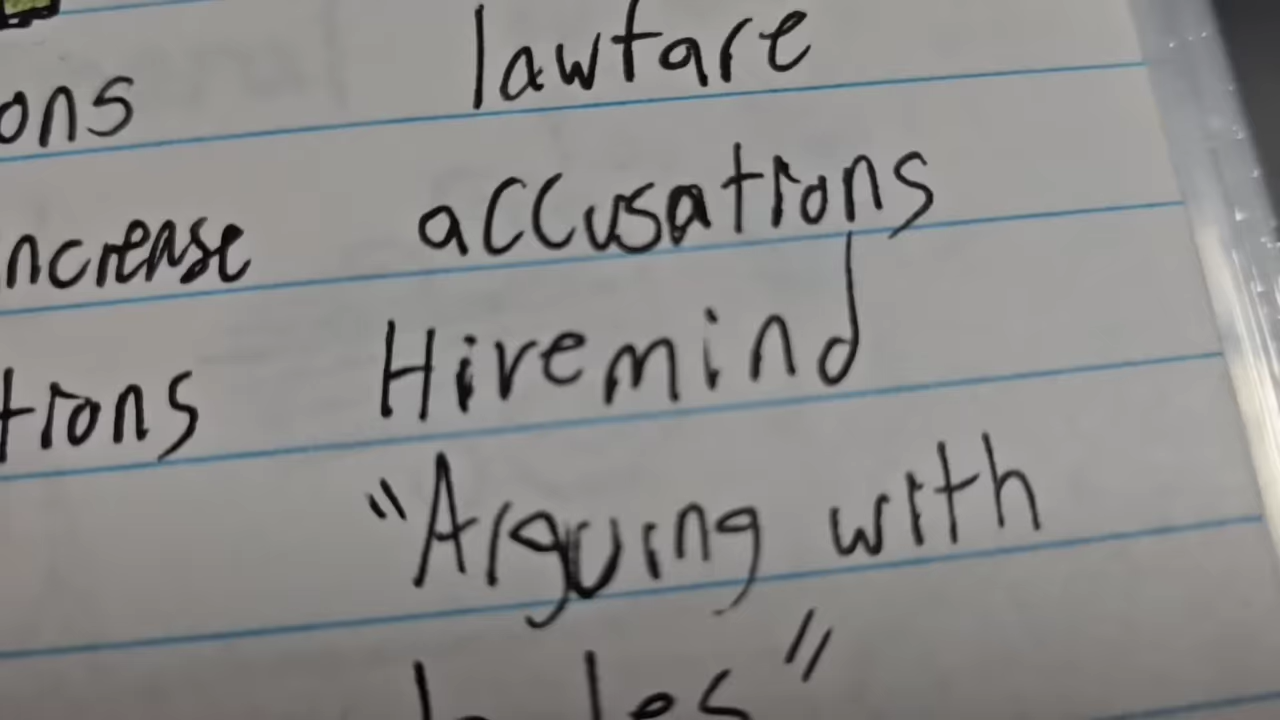 lawfare
ons accusations
ncrease Hivemind
tions "Arguing with
"